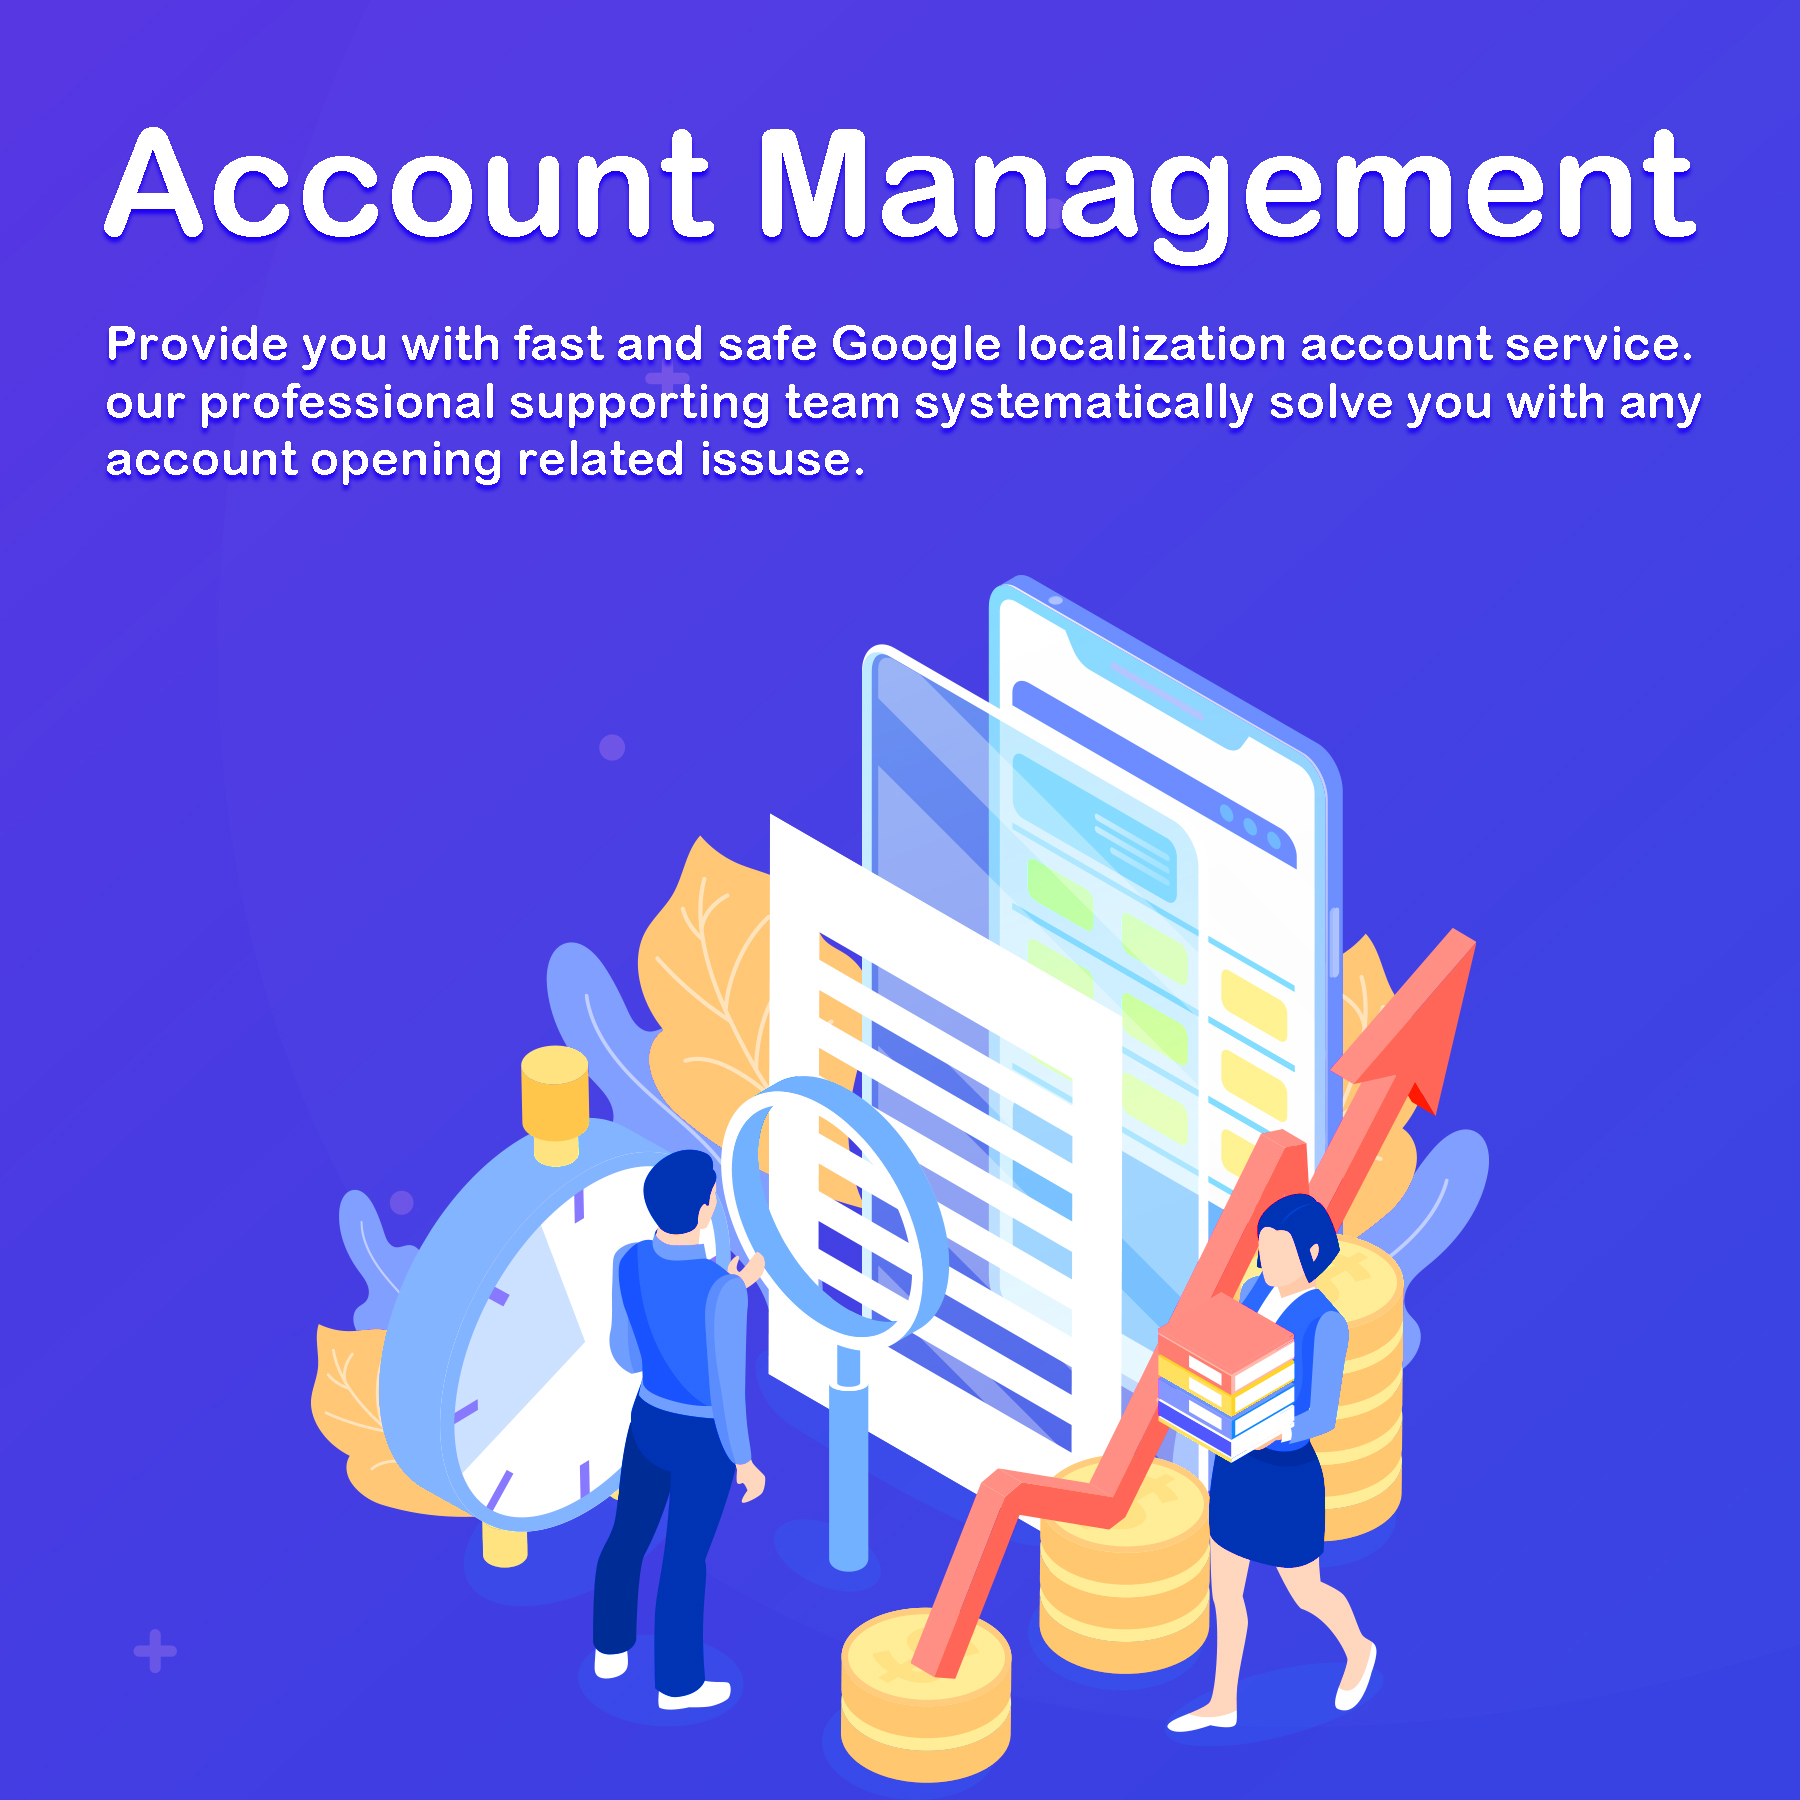 Account Management
Provide you with fast and safe Google localization account service.
our professional supporting team systematically solve you with any
account opening related issuse.